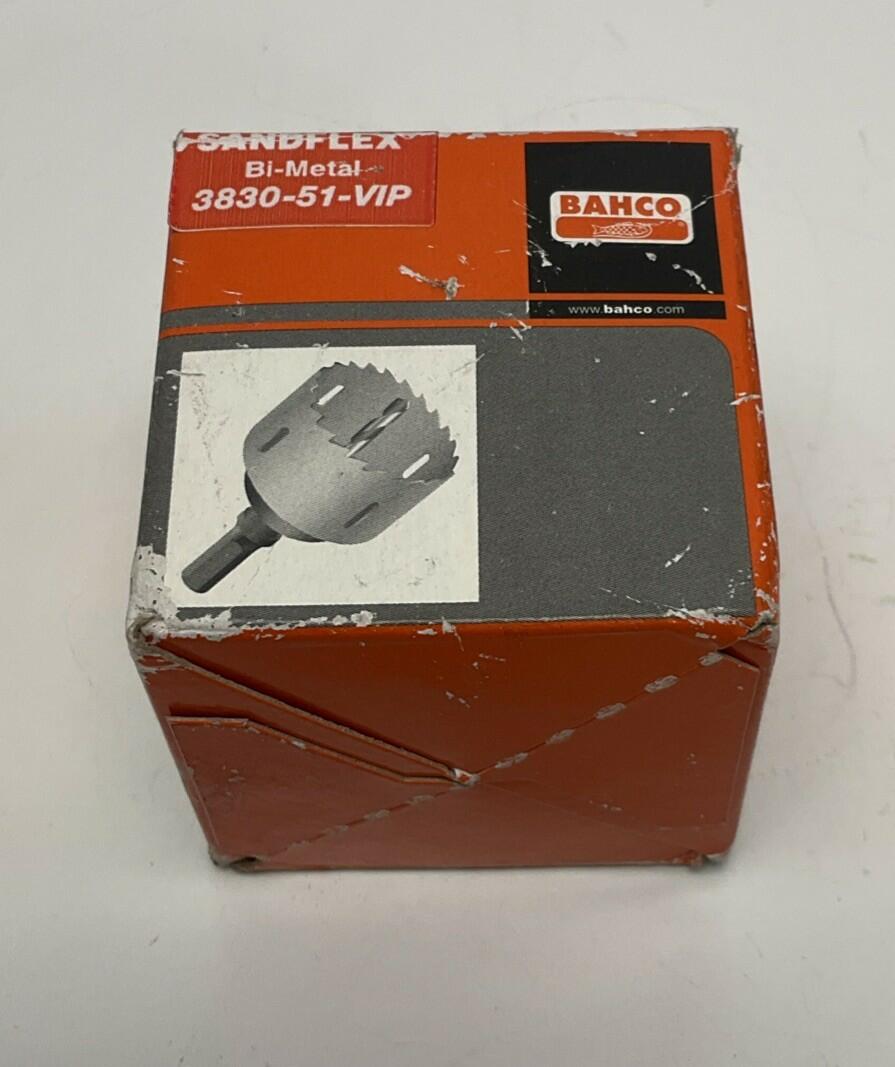 SANDFLEX
Bi-Metal
3830-51-VIP
BAHCO
www.bahco.com